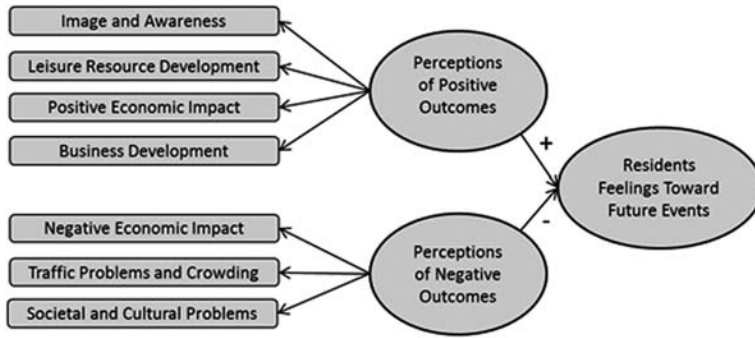 Image and Awareness
Leisure Resource Development
Positive Economic Impact
Business Development
Perceptions
of Positive
Outcomes
+
Residents
Feelings Toward
Future Events
-
Negative Economic Impact
Traffic Problems and Crowding
Societal and Cultural Problems
Perceptions
of Negative
Outcomes